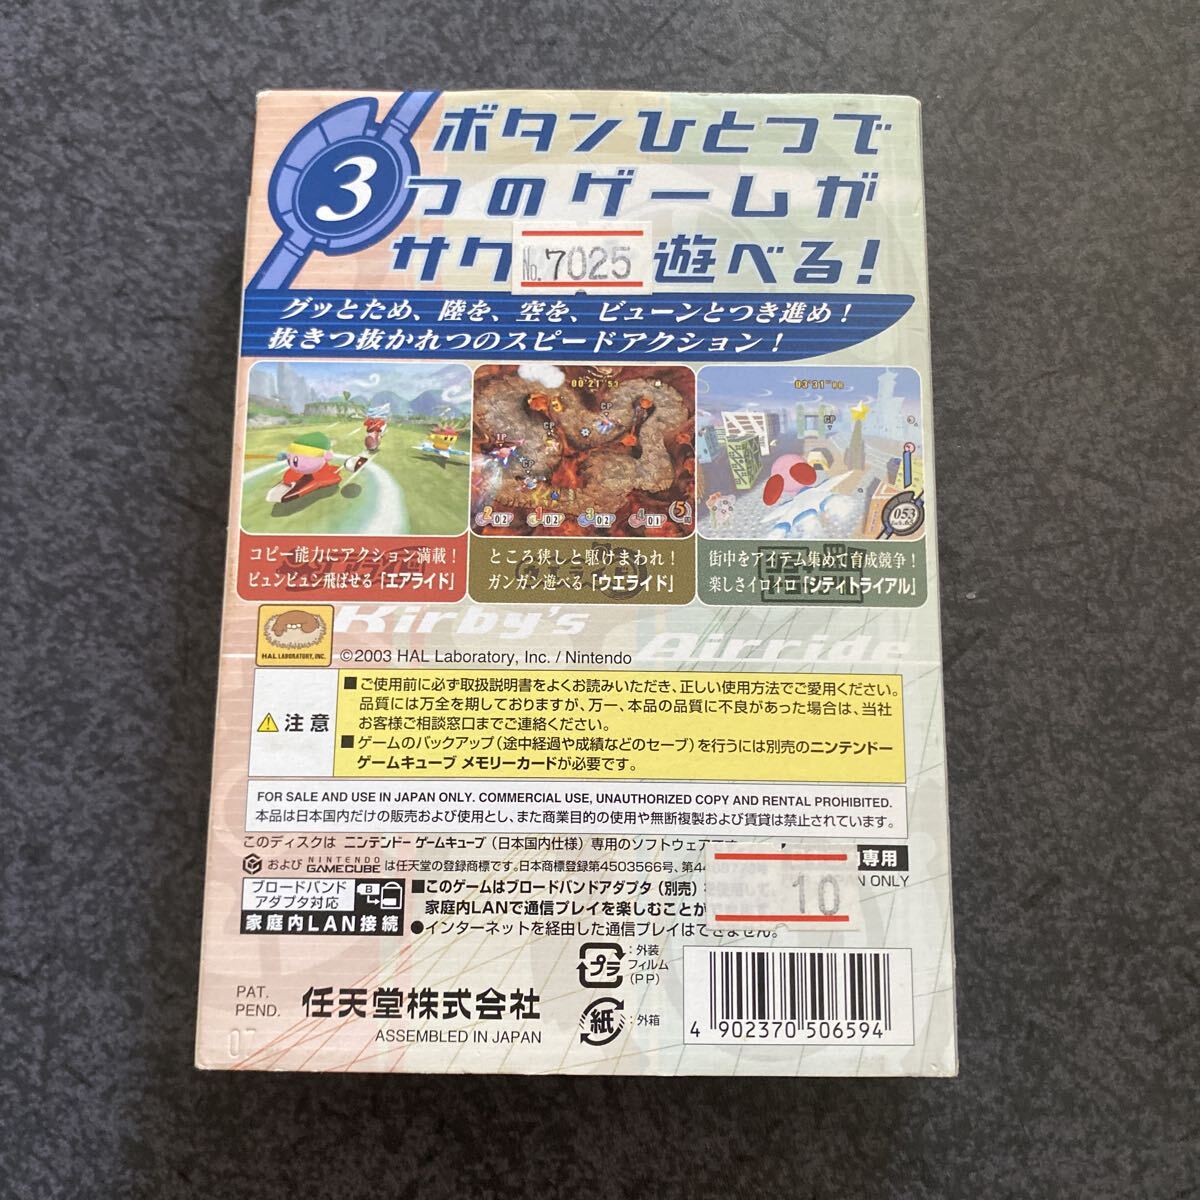 ボタンひとつで
3つのゲームが
サク 遊べる!
No. 7025
グッとため、陸を、空を、ビューンとつき進め!
抜きつ抜かれつのスピードアクション!
00'21"53
1P
CP
CP
CP
2 02
1 02
3 02
4 01
5
03'31"00
CP
053
コピー能力にアクション満載!
ビュンビュン飛ばせる「エアライド」
ところ狭しと駆けまわれ!
ガンガン遊べる「ウエライド」
街中をアイテム集めて育成競争!
楽しさイロイロ「シティトライアル」
Kirby's Airride
HAL LABORATORY, INC.
©2003 HAL Laboratory, Inc. / Nintendo
注意
■ご使用前に必ず取扱説明書をよくお読みいただき、正しい使用方法でご愛用ください。
品質には万全を期しておりますが、万一、本品の品質に不良があった場合は、当社
お客様ご相談窓口までご連絡ください。
■ゲームのバックアップ(途中経過や成績などのセーブ)を行うには別売のニンテンドー
ゲームキューブ メモリーカードが必要です。
FOR SALE AND USE IN JAPAN ONLY. COMMERCIAL USE, UNAUTHORIZED COPY AND RENTAL PROHIBITED.
本品は日本国内だけの販売および使用とし、また商業目的の使用や無断複製および賃貸は禁止されています。
このディスクは ニンテンドー ゲームキューブ (日本国内仕様) 専用のソフトウェアです
および NINTENDO GAMECUBE は任天堂の登録商標です。日本商標登録第4503566号、第44
専用
ONLY
10
ブロードバンド
アダプタ対応
B
家庭内LAN接続
■このゲームはブロードバンドアダプタ(別売)
家庭内LANで通信プレイを楽しむことが
●インターネットを経由した通信プレイはできません。
プラ
:外装
フィルム
(PP)
紙
:外箱
PAT.
PEND.
任天堂株式会社
ASSEMBLED IN JAPAN
07
4 902370 506594